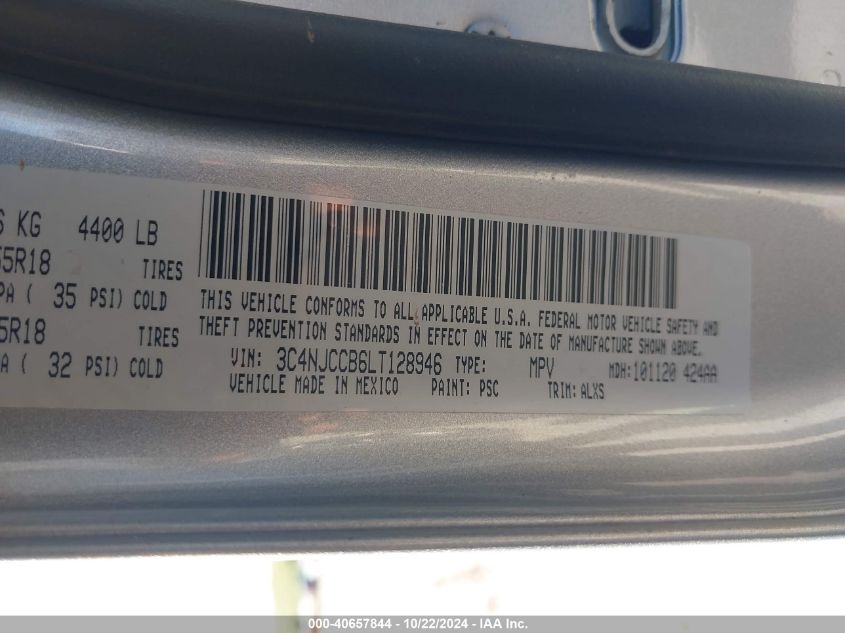 S KG 4400 LB
55R18 TIRES
PA ( 35 PSI) COLD
5R18 TIRES
A ( 32 PSI) COLD
THIS VEHICLE CONFORMS TO ALL APPLICABLE U.S.A. FEDERAL MOTOR VEHICLE SAFETY AND
THEFT PREVENTION STANDARDS IN EFFECT ON THE DATE OF MANUFACTURE SHOWN ABOVE.
VIN: 3C4NJCCB6LT128946 TYPE: MPV MDH: 101120 424AA
VEHICLE MADE IN MEXICO PAINT: PSC TRIM: ALXS
000-40657844 - 10/22/2024 - IAA Inc.